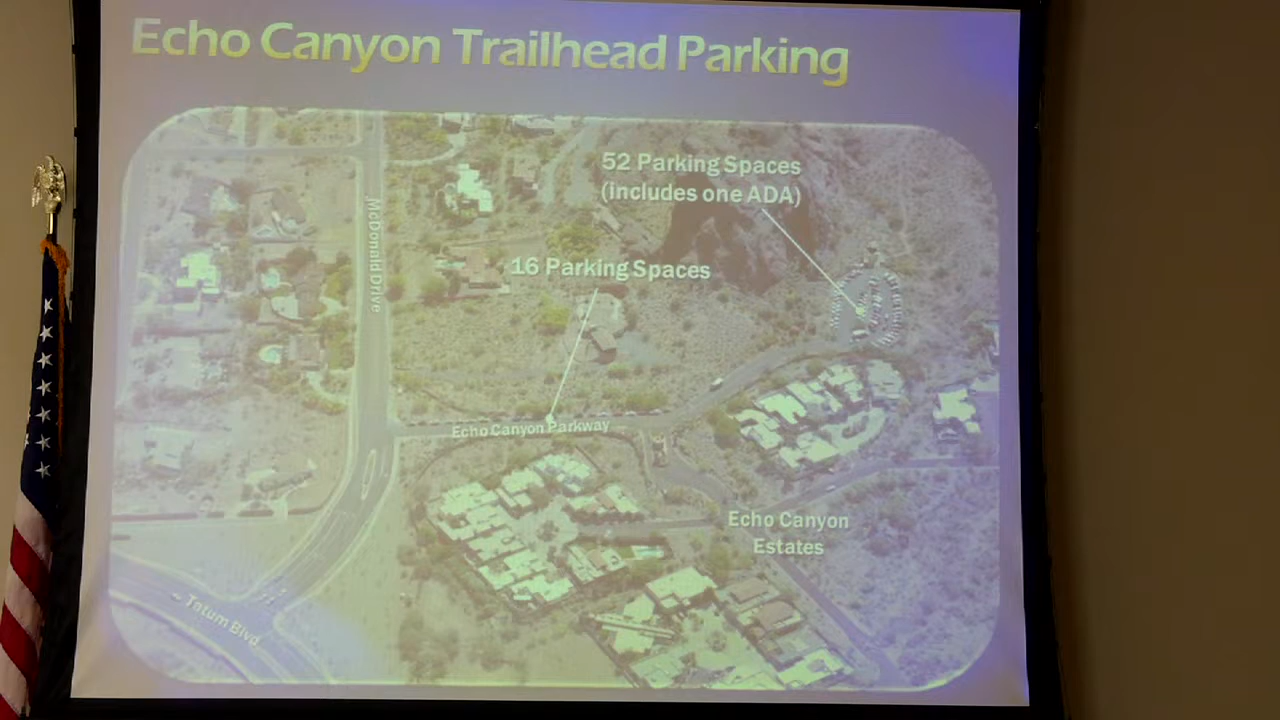 Echo Canyon Trailhead Parking
52 Parking Spaces
(includes one ADA)
McDonald Drive
16 Parking Spaces
Echo Canyon Parkway
Echo Canyon
Estates
Tatum Blvd